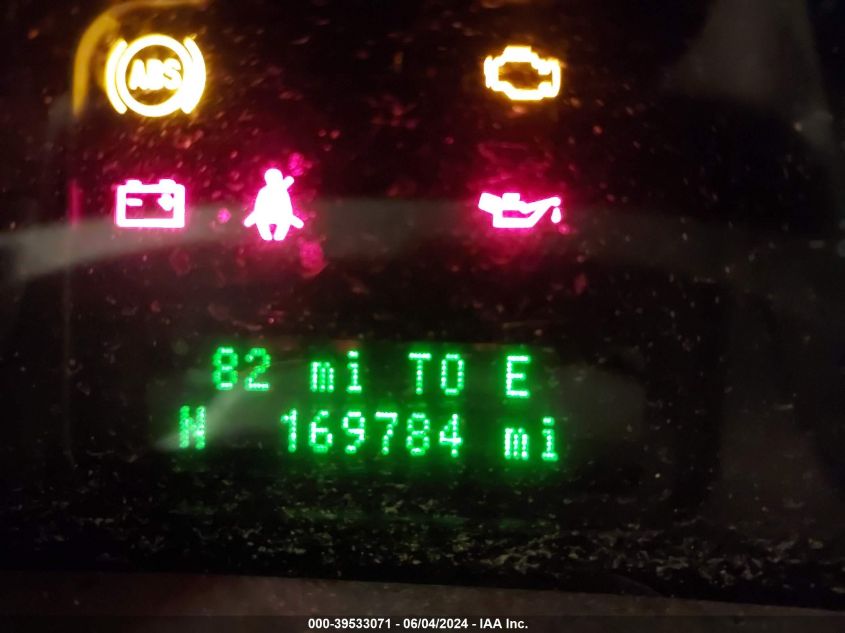 ABS
82 mi TO E
169784 mi
000-39533071 - 06/04/2024 - IAA Inc.